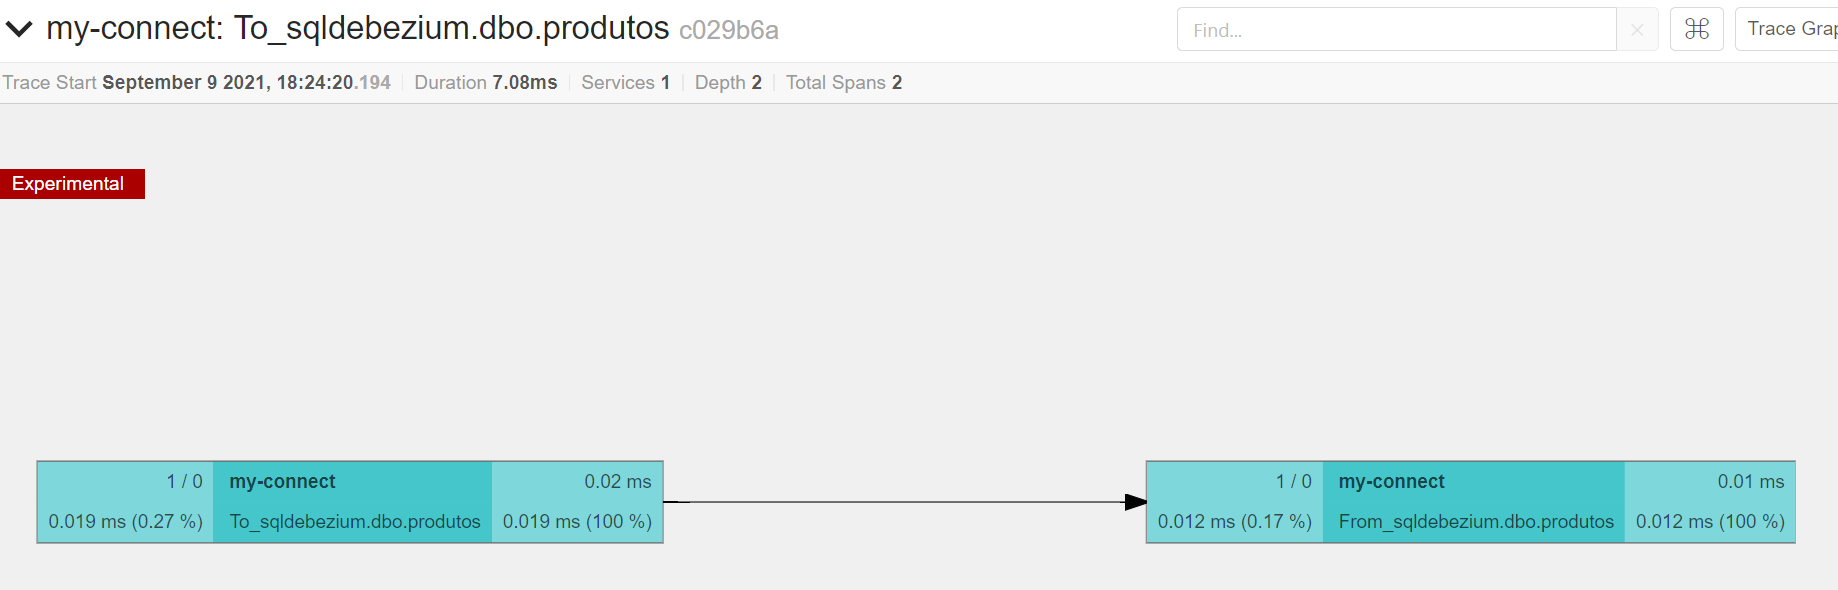 my-connect: To_sqldebezium.dbo.produtos c029b6a
Find...
⌘
Trace Grap
Trace Start September 9 2021, 18:24:20.194 Duration 7.08ms Services 1 Depth 2 Total Spans 2
Experimental
1 / 0 my-connect 0.02 ms
0.019 ms (0.27 %) To_sqldebezium.dbo.produtos 0.019 ms (100 %)
1 / 0 my-connect 0.01 ms
0.012 ms (0.17 %) From_sqldebezium.dbo.produtos 0.012 ms (100 %)